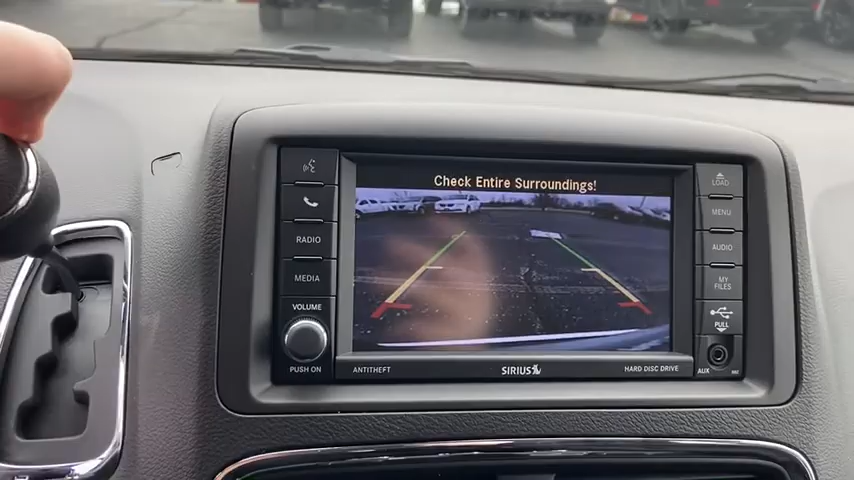 Check Entire Surroundings!
RADIO
MEDIA
VOLUME
PUSH ON
ANTITHEFT
SIRIUS
HARD DISC DRIVE
LOAD
MENU
AUDIO
MY
FILES
PULL
AUX